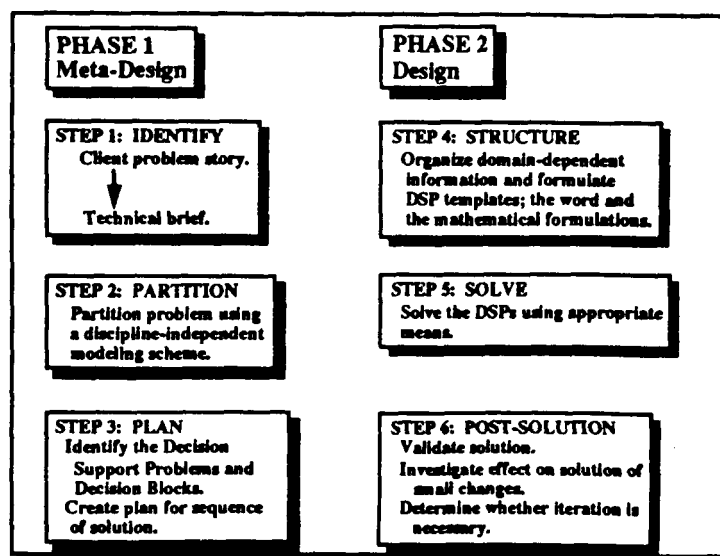 PHASE 1
Meta-Design
STEP 1: IDENTIFY
Client problem story.
Technical brief.
STEP 2: PARTITION
Partition problem using
a discipline-independent
modeling scheme.
STEP 3: PLAN
Identify the Decision
Support Problems and
Decision Blocks.
Create plan for sequence
of solution.
PHASE 2
Design
STEP 4: STRUCTURE
Organize domain-dependent
information and formulate
DSP templates; the word and
the mathematical formulations.
STEP 5: SOLVE
Solve the DSPs using appropriate
means.
STEP 6: POST-SOLUTION
Validate solution.
Investigate effect on solution of
small changes.
Determine whether iteration is
necessary.